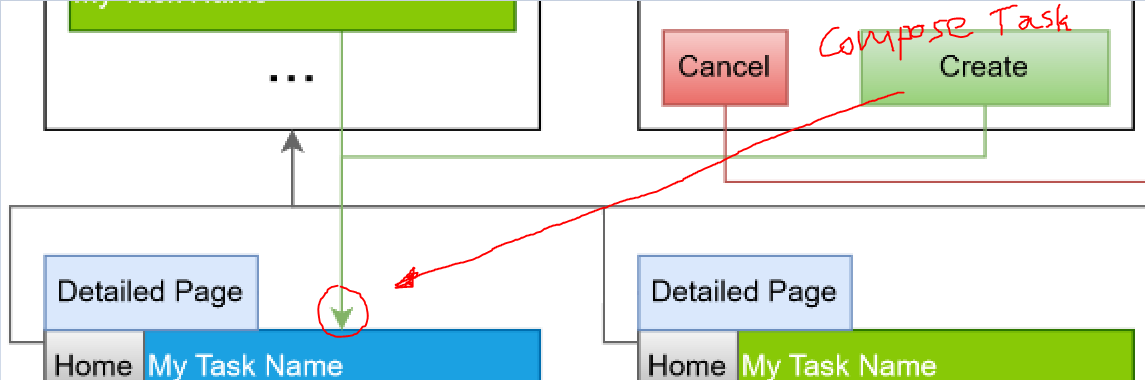 My Task Name
Compose Task
...
Cancel
Create
Detailed Page
Detailed Page
Home
My Task Name
Home
My Task Name